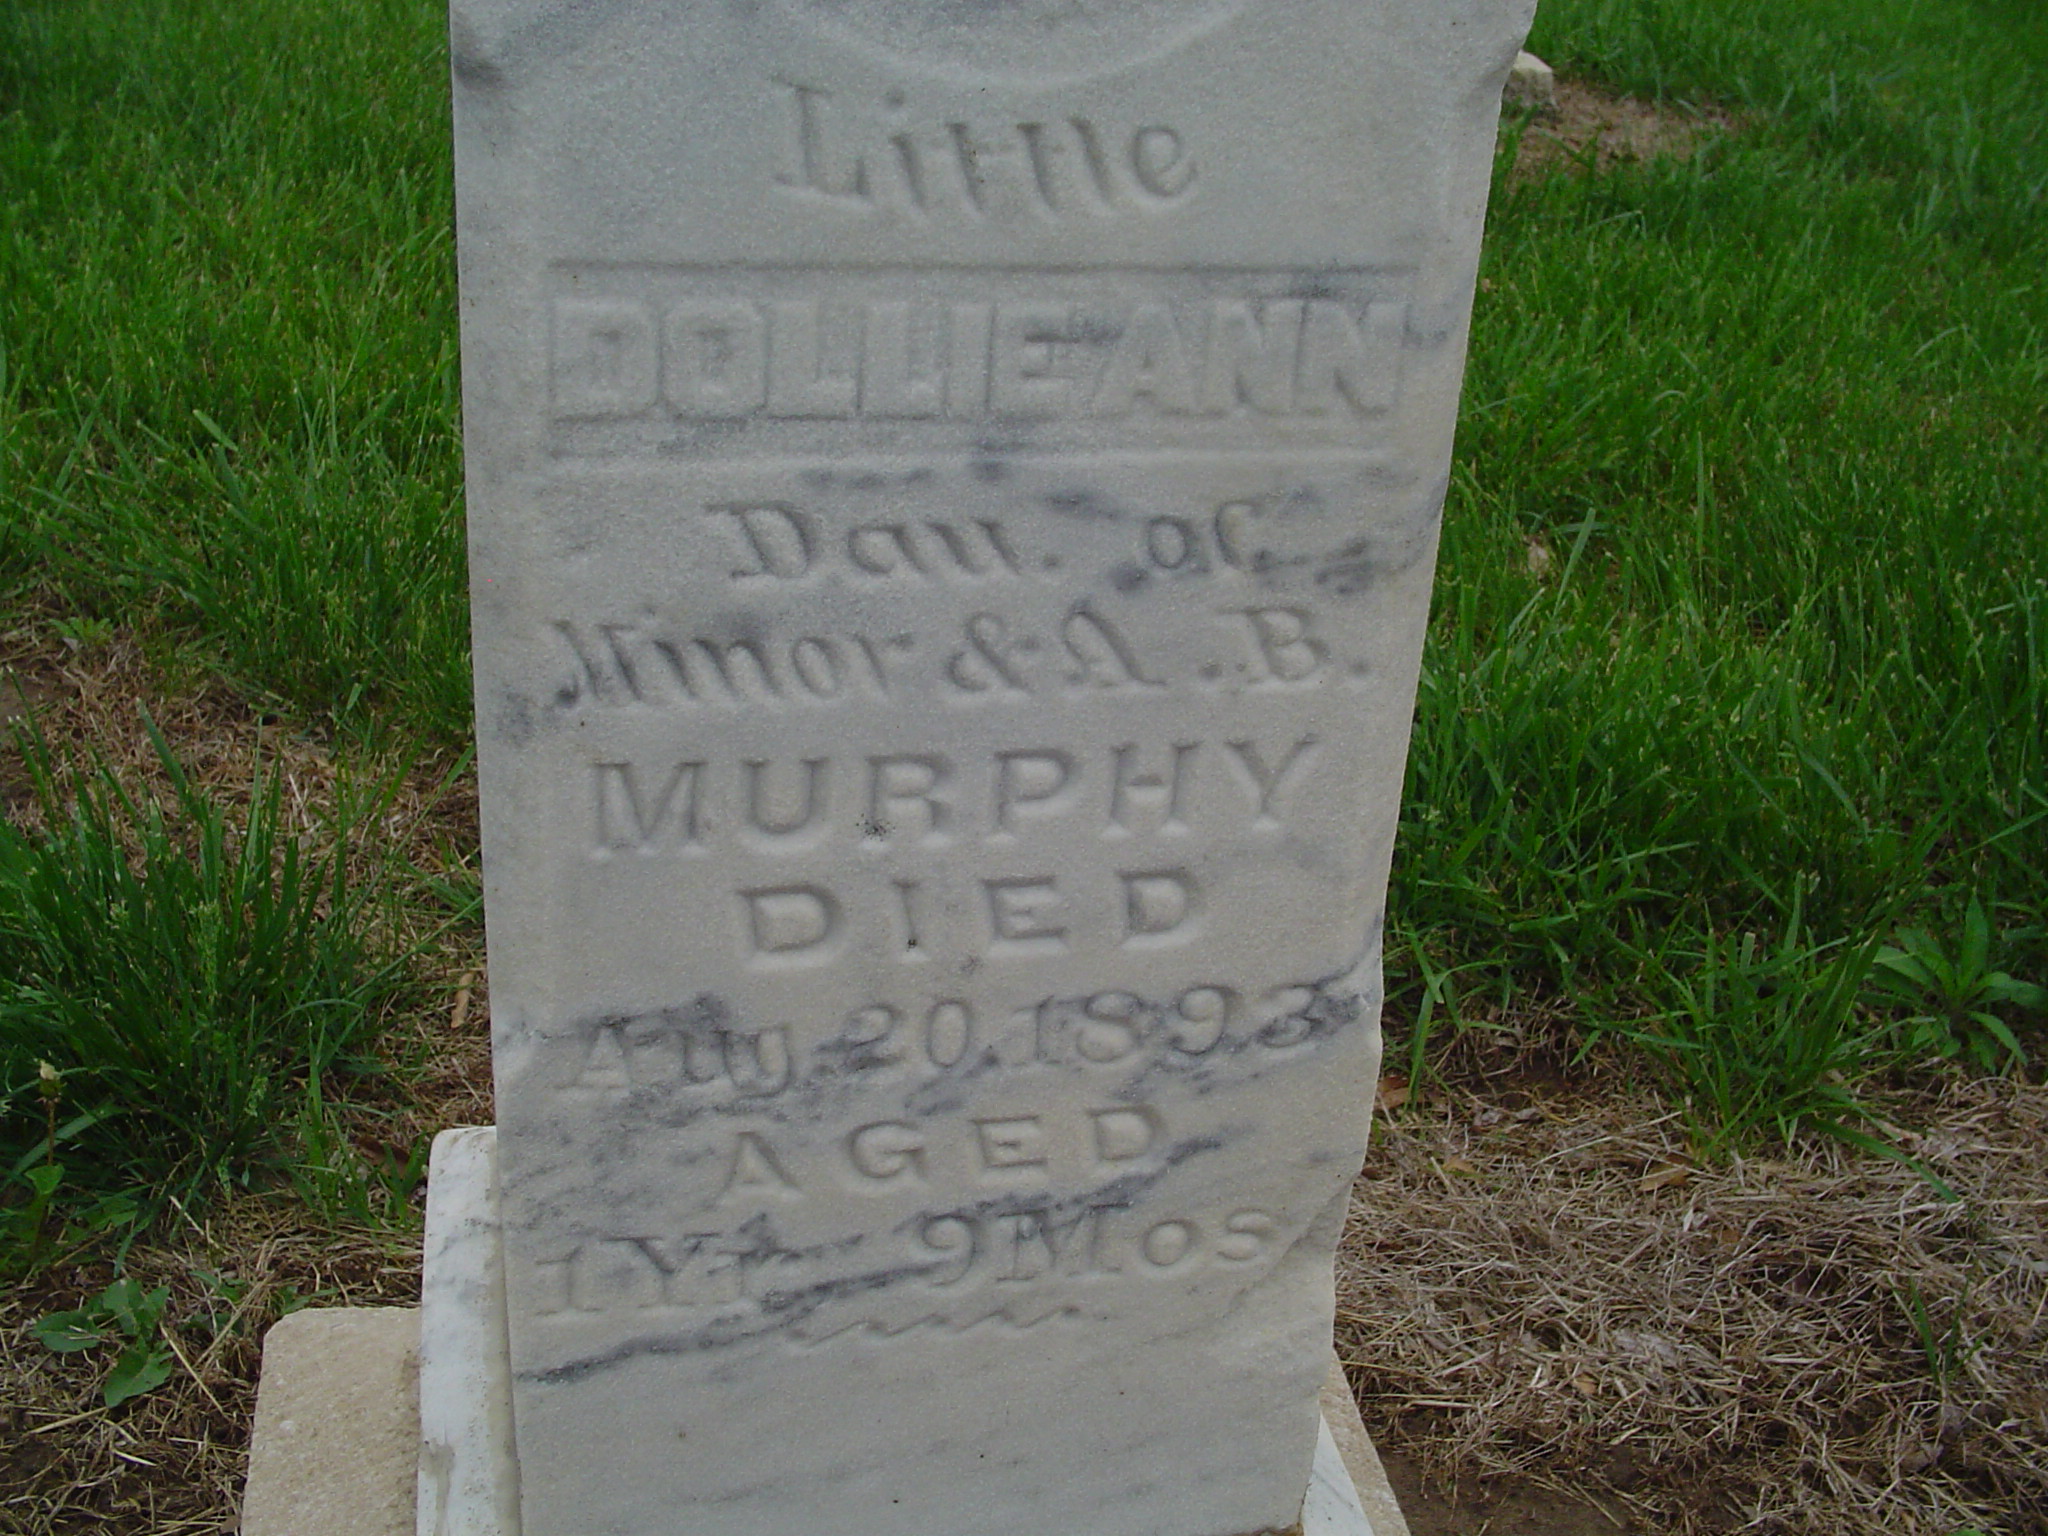 Little
DOLLIE ANN
Dau. of
Minor & A. B.
MURPHY
DIED
Aug. 20, 1893
AGED
1 Yr 9 Mos